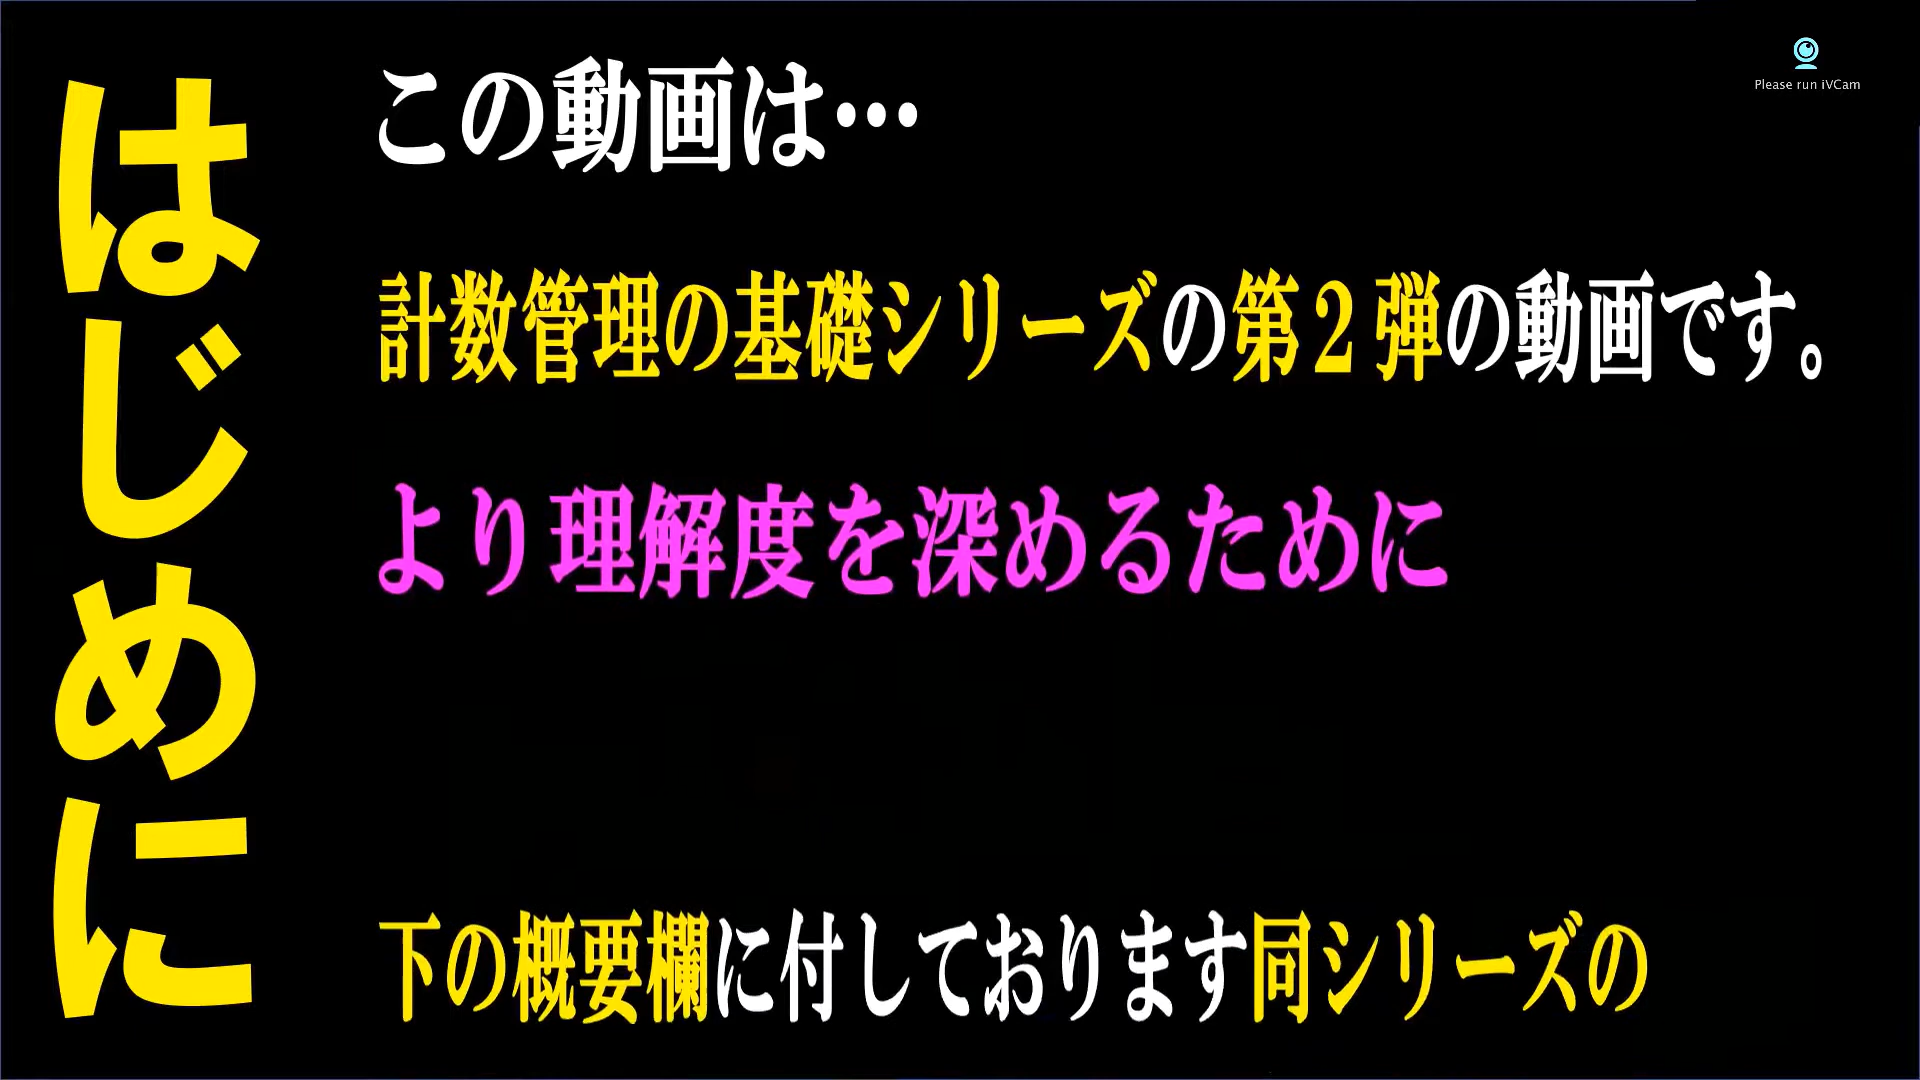 はじめに
この動画は…
計数管理の基礎シリーズの第２弾の動画です。
より理解度を深めるために
下の概要欄に付しております同シリーズの
Please run iVCam